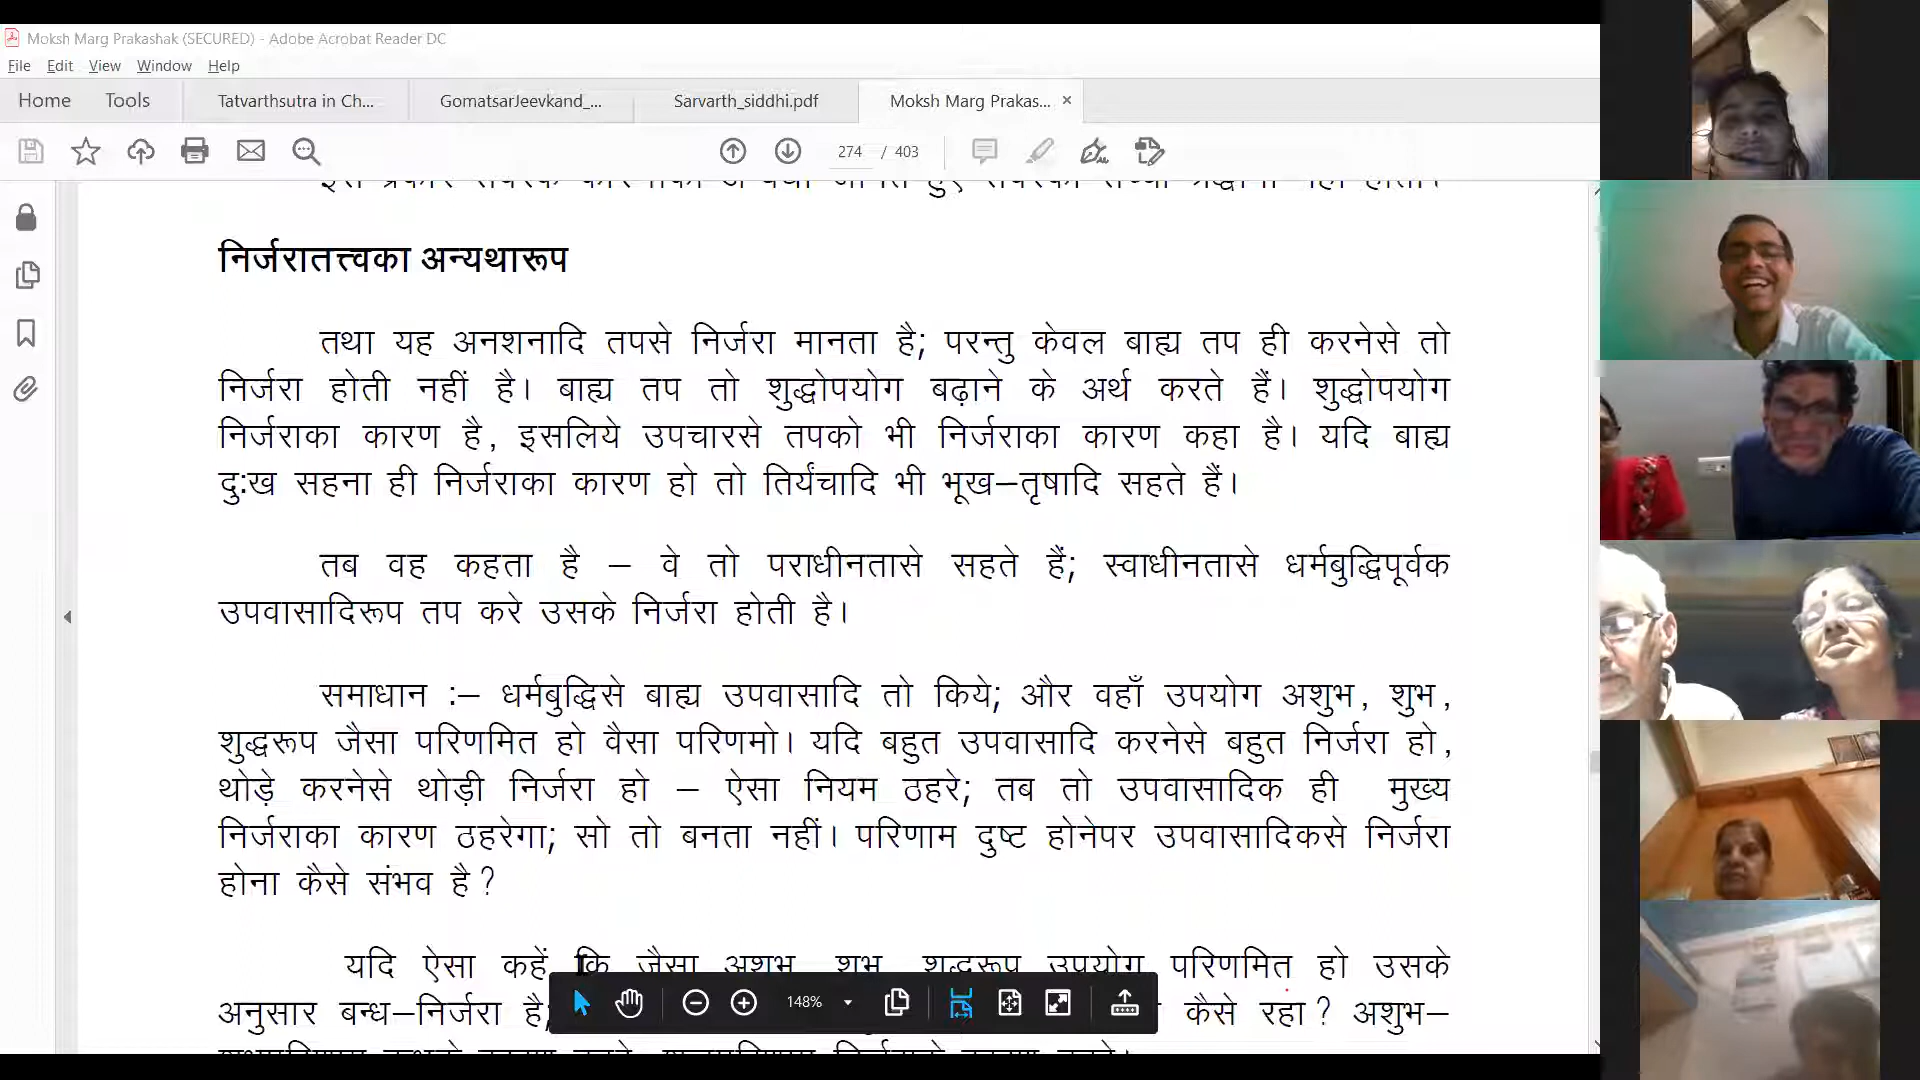 Moksh Marg Prakashak (SECURED) - Adobe Acrobat Reader DC
File Edit View Window Help
Home Tools Tatvarthsutra in Ch... GomatsarJeevkand_... Sarvarth_siddhi.pdf Moksh Marg Prakas... ×
274 / 403
निर्जरातत्त्वका अन्यथारूप
तथा यह अनशनादि तपसे निर्जरा मानता है; परन्तु केवल बाह्य तप ही करनेसे तो
निर्जरा होती नहीं है। बाह्य तप तो शुद्धोपयोग बढ़ाने के अर्थ करते हैं। शुद्धोपयोग
निर्जराका कारण है, इसलिये उपचारसे तपको भी निर्जराका कारण कहा है। यदि बाह्य
दुःख सहना ही निर्जराका कारण हो तो तिर्यंचादि भी भूख–तृषादि सहते हैं।
तब वह कहता है – वे तो पराधीनतासे सहते हैं; स्वाधीनतासे धर्मबुद्धिपूर्वक
उपवासादिरूप तप करे उसके निर्जरा होती है।
समाधान :– धर्मबुद्धिसे बाह्य उपवासादि तो किये; और वहाँ उपयोग अशुभ, शुभ,
शुद्धरूप जैसा परिणमित हो वैसा परिणमो। यदि बहुत उपवासादि करनेसे बहुत निर्जरा हो,
थोड़े करनेसे थोड़ी निर्जरा हो – ऐसा नियम ठहरे; तब तो उपवासादिक ही मुख्य
निर्जराका कारण ठहरेगा; सो तो बनता नहीं। परिणाम दुष्ट होनेपर उपवासादिकसे निर्जरा
होना कैसे संभव है?
यदि ऐसा कहें कि जैसा अशुभ, शुभ, शुद्धरूप उपयोग परिणमित हो उसके
अनुसार बन्ध–निर्जरा है; कैसे रहा? अशुभ–
148%